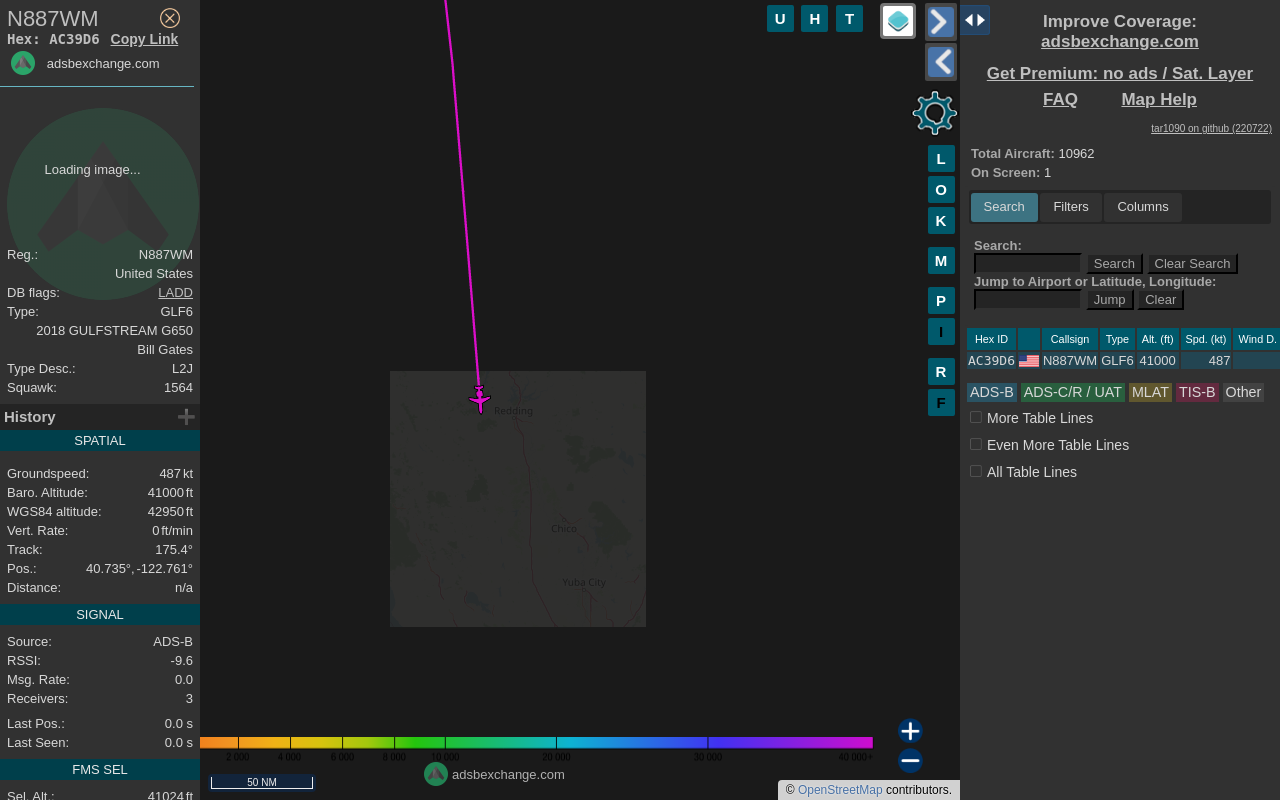 N887WM
Hex: AC39D6 Copy Link
adsbexchange.com
Loading image...
Reg.: N887WM
United States
DB flags: LADD
Type: GLF6
2018 GULFSTREAM G650
Bill Gates
Type Desc.: L2J
Squawk: 1564
History
SPATIAL
Groundspeed: 487 kt
Baro. Altitude: 41000 ft
WGS84 altitude: 42950 ft
Vert. Rate: 0 ft/min
Track: 175.4°
Pos.: 40.735°, -122.761°
Distance: n/a
SIGNAL
Source: ADS-B
RSSI: -9.6
Msg. Rate: 0.0
Receivers: 3
Last Pos.: 0.0 s
Last Seen: 0.0 s
FMS SEL
Sel. Alt.: 41024 ft
U H T
L
O
K
M
P
I
R
F
Redding
Chico
Yuba City
2 000 4 000 6 000 8 000 10 000 20 000 30 000 40 000+
adsbexchange.com
50 NM
© OpenStreetMap contributors.
Improve Coverage:
adsbexchange.com
Get Premium: no ads / Sat. Layer
FAQ Map Help
tar1090 on github (220722)
Total Aircraft: 10962
On Screen: 1
Search Filters Columns
Search:
Search Clear Search
Jump to Airport or Latitude, Longitude:
Jump Clear
Hex ID Callsign Type Alt. (ft) Spd. (kt) Wind D.
AC39D6 N887WM GLF6 41000 487
ADS-B ADS-C/R / UAT MLAT TIS-B Other
More Table Lines
Even More Table Lines
All Table Lines